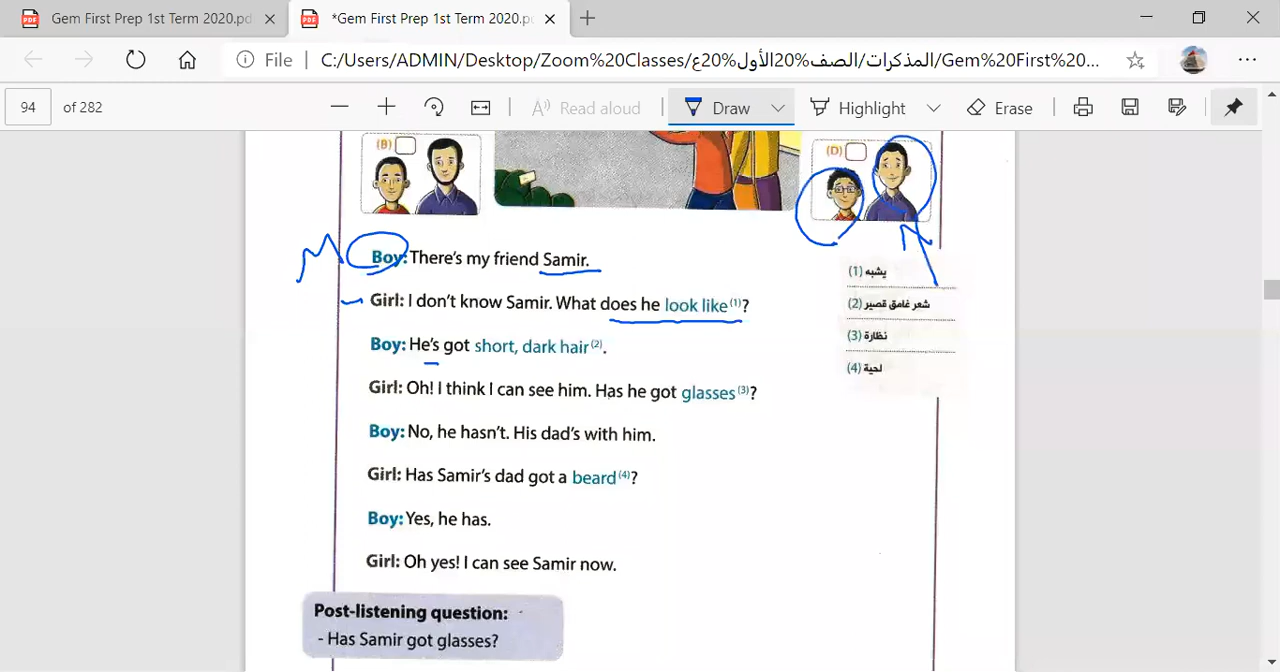 Gem First Prep 1st Term 2020.pd
*Gem First Prep 1st Term 2020.p
File
C:/Users/ADMIN/Desktop/Zoom%20Classes/المذكرات/الصف%20الأول%20ع/Gem%20First%20...
94 of 282
Read aloud
Draw
Highlight
Erase
(B)
(D)
Boy: There's my friend Samir.
Girl: I don't know Samir. What does he look like(1)?
Boy: He's got short, dark hair(2).
Girl: Oh! I think I can see him. Has he got glasses(3)?
Boy: No, he hasn't. His dad's with him.
Girl: Has Samir's dad got a beard(4)?
Boy: Yes, he has.
Girl: Oh yes! I can see Samir now.
(1) يشبه
(2) شعر غامق قصير
(3) نظارة
(4) لحية
Post-listening question:
- Has Samir got glasses?